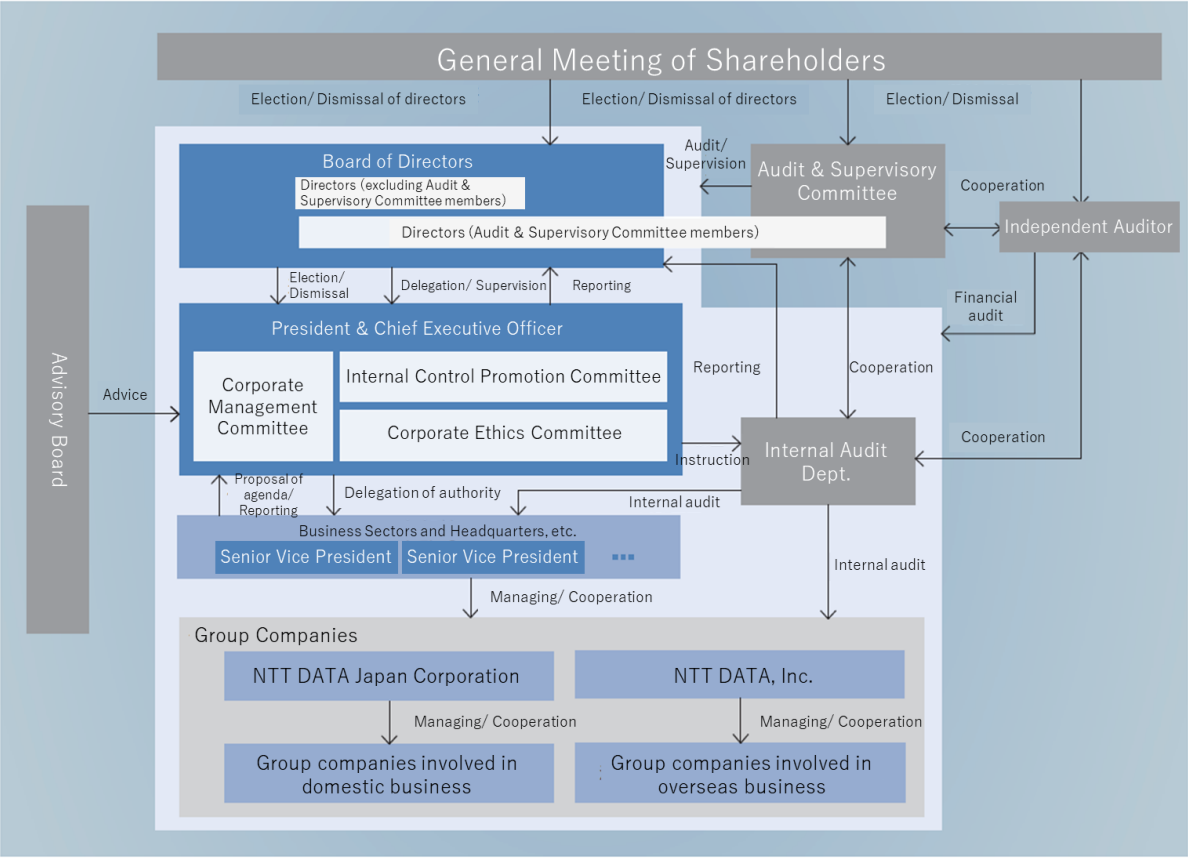 General Meeting of Shareholders
Election/ Dismissal of directors
Election/ Dismissal of directors
Election/ Dismissal
Board of Directors
Directors (excluding Audit &
Supervisory Committee members)
Directors (Audit & Supervisory Committee members)
Audit/
Supervision
Audit & Supervisory
Committee
Cooperation
Independent Auditor
Election/
Dismissal
Delegation/ Supervision
Reporting
Financial
audit
President & Chief Executive Officer
Corporate
Management
Committee
Internal Control Promotion Committee
Corporate Ethics Committee
Advisory Board
Advice
Reporting
Cooperation
Cooperation
Instruction
Internal Audit
Dept.
Proposal of
agenda/
Reporting
Delegation of authority
Internal audit
Business Sectors and Headquarters, etc.
Senior Vice President
Senior Vice President
...
Internal audit
Managing/ Cooperation
Group Companies
NTT DATA Japan Corporation
NTT DATA, Inc.
Managing/ Cooperation
Managing/ Cooperation
Group companies involved in
domestic business
Group companies involved in
overseas business